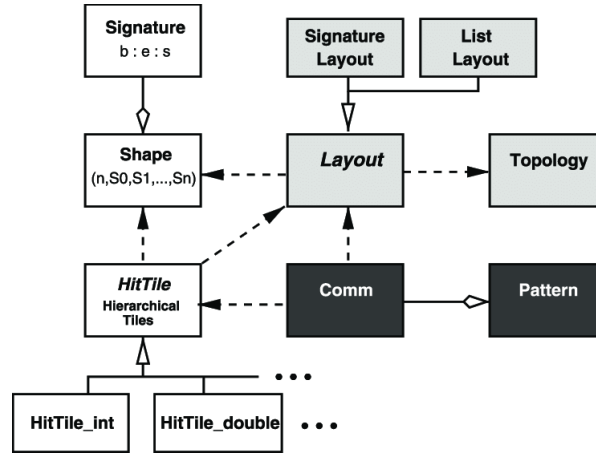 Signature
b : e : s
Signature
Layout
List
Layout
Shape
(n,S0,S1,...,Sn)
Layout
Topology
HitTile
Hierarchical
Tiles
Comm
Pattern
...
HitTile_int
HitTile_double
...